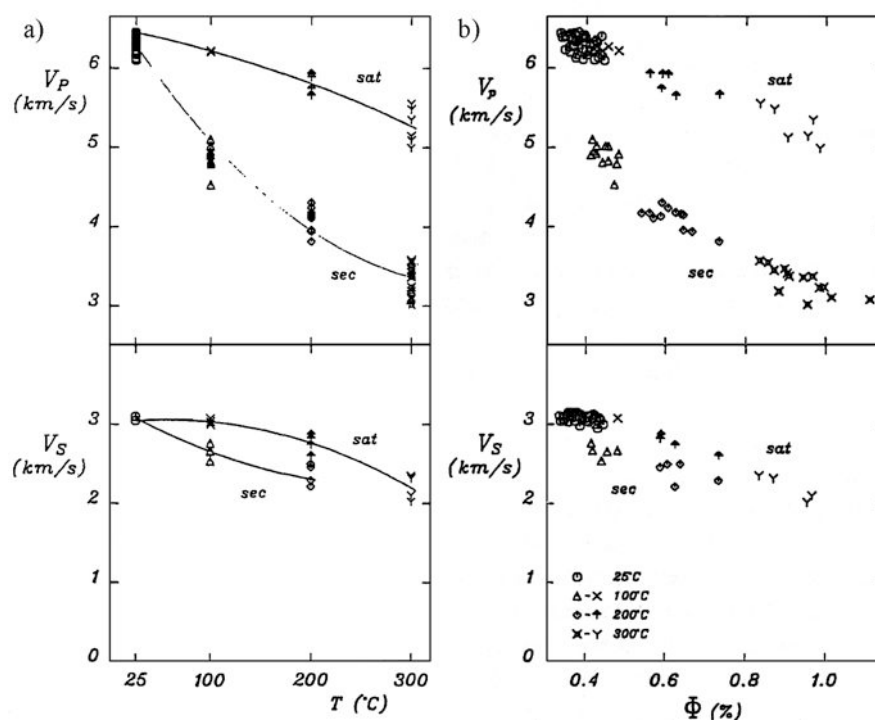 a)
b)
V_P
(km/s)
6
5
4
3
sat
sec
V_p
(km/s)
6
5
4
3
sat
sec
V_S
(km/s)
3
2
1
0
sat
sec
25
100
200
300
T (°C)
V_S
(km/s)
3
2
1
0
sat
sec
25°C
100°C
200°C
300°C
0.4
0.6
0.8
1.0
Φ (%)